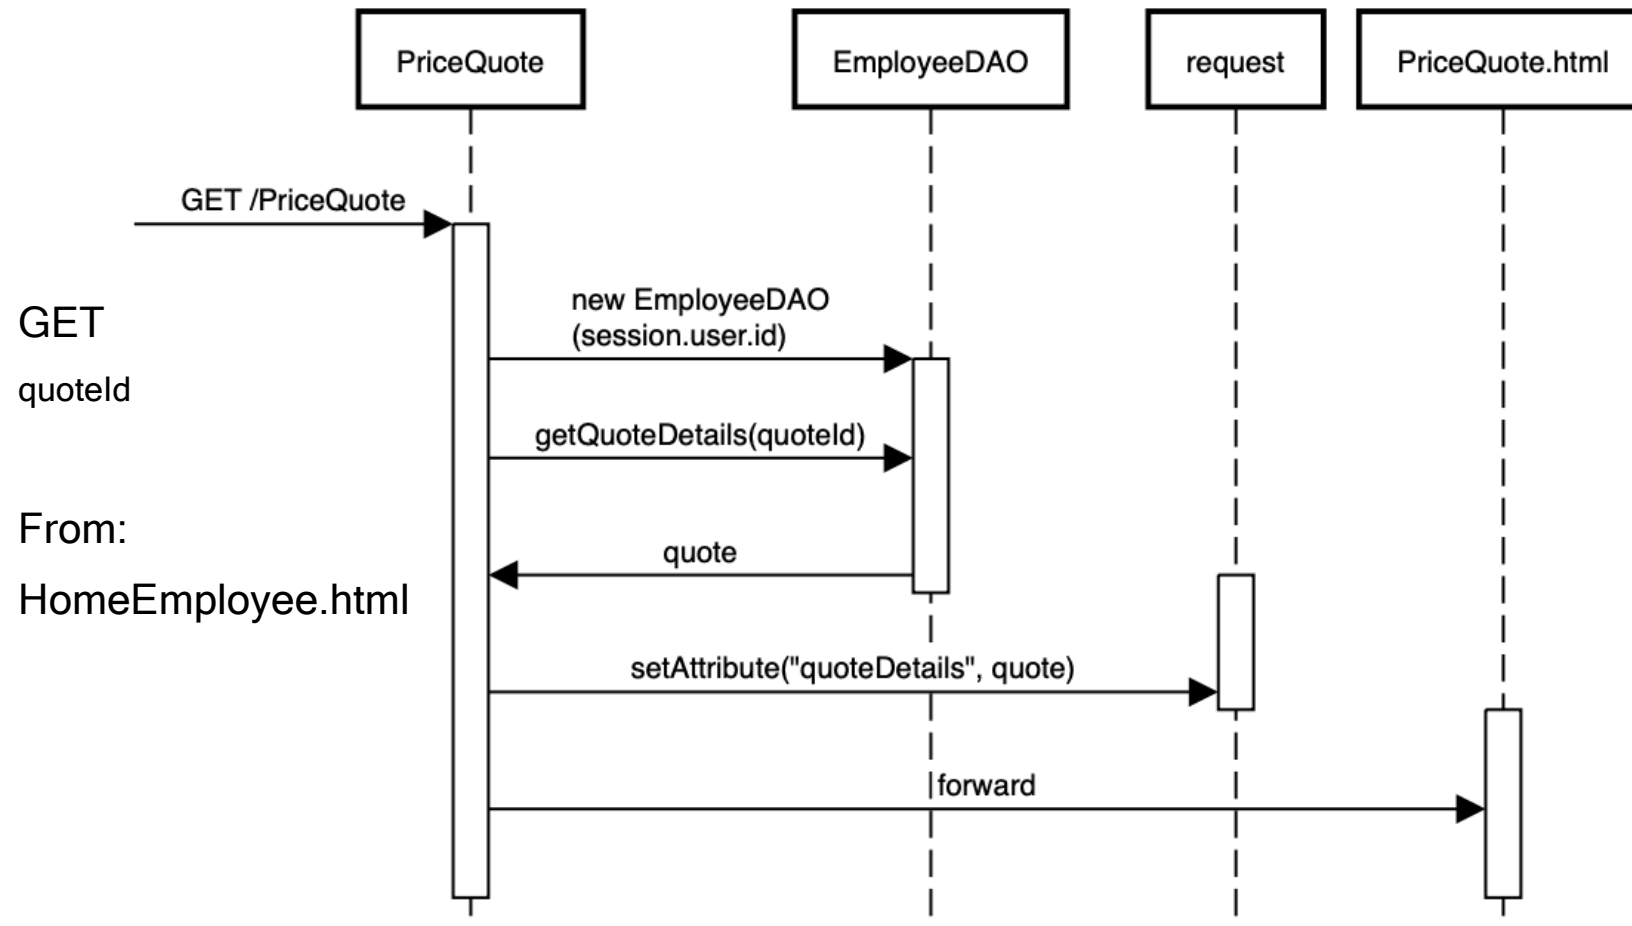 PriceQuote
EmployeeDAO
request
PriceQuote.html
GET /PriceQuote
new EmployeeDAO
(session.user.id)
GET
quoteId
getQuoteDetails(quoteId)
From:
quote
HomeEmployee.html
setAttribute("quoteDetails", quote)
forward